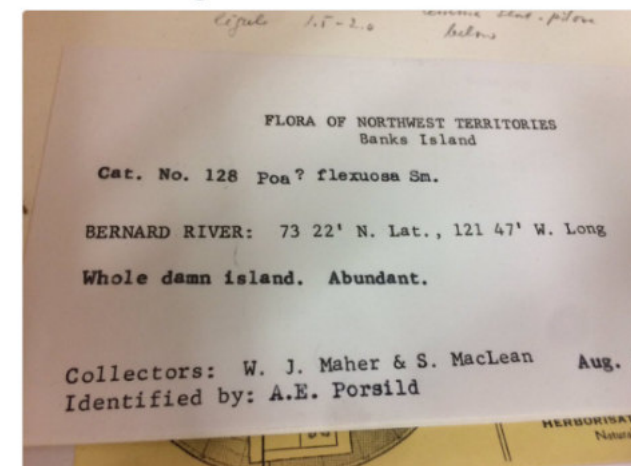 ligule 1.5-2.0
below
FLORA OF NORTHWEST TERRITORIES
Banks Island
Cat. No. 128 Poa? flexuosa Sm.
BERNARD RIVER: 73 22' N. Lat., 121 47' W. Long
Whole damn island. Abundant.
Collectors: W. J. Maher & S. MacLean Aug.
Identified by: A.E. Porsild